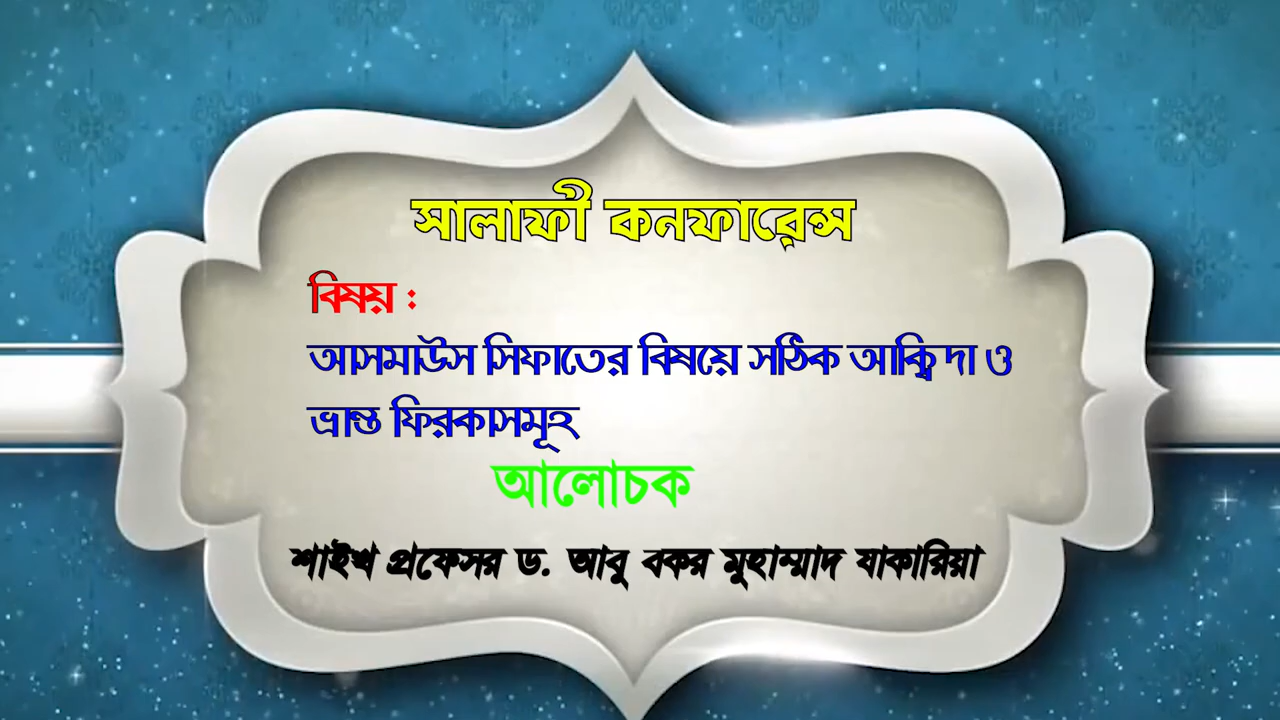 সালাফী কনফারেন্স
বিষয় :
আসমাউস সিফাতের বিষয়ে সঠিক আক্বিদা ও
ভ্রান্ত ফিরকাসমূহ
আলোচক
শাইখ প্রফেসর ড. আবু বকর মুহাম্মাদ যাকারিয়া